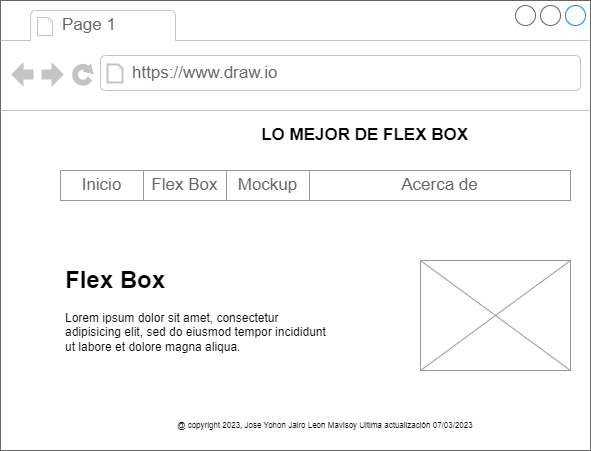 Page 1
https://www.draw.io
LO MEJOR DE FLEX BOX
Inicio Flex Box Mockup Acerca de
Flex Box
Lorem ipsum dolor sit amet, consectetur
adipisicing elit, sed do eiusmod tempor incididunt
ut labore et dolore magna aliqua.
@ copyright 2023, Jose Yohon Jairo Leon Mavisoy Ultima actualización 07/03/2023